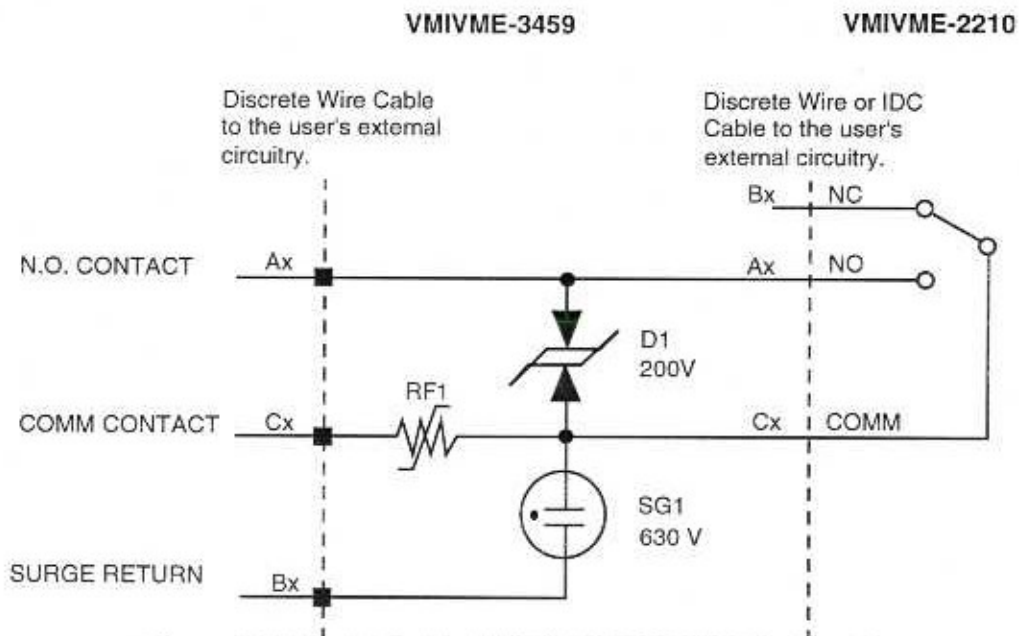 VMIVME-3459
VMIVME-2210
Discrete Wire Cable
to the user's external
circuitry.
Discrete Wire or IDC
Cable to the user's
external circuitry.
Bx
NC
N.O. CONTACT
Ax
Ax
NO
D1
200V
RF1
COMM CONTACT
Cx
Cx
COMM
SG1
630 V
SURGE RETURN
Bx